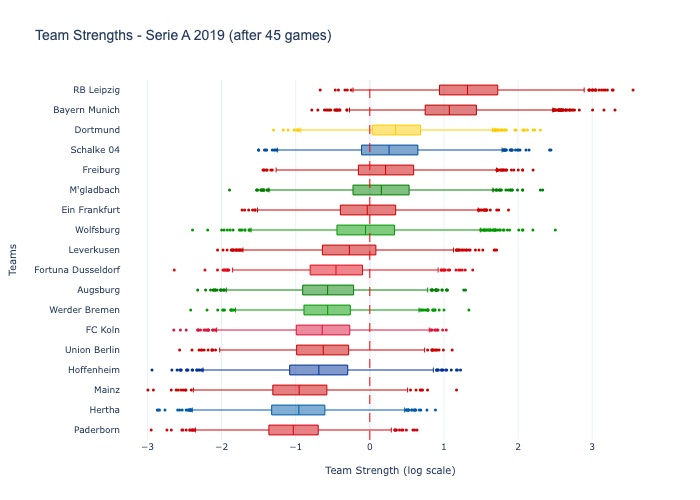 Team Strengths - Serie A 2019 (after 45 games)
RB Leipzig
Bayern Munich
Dortmund
Schalke 04
Freiburg
M'gladbach
Ein Frankfurt
Wolfsburg
Leverkusen
Fortuna Dusseldorf
Augsburg
Werder Bremen
FC Koln
Union Berlin
Hoffenheim
Mainz
Hertha
Paderborn
Teams
−3 −2 −1 0 1 2 3
Team Strength (log scale)